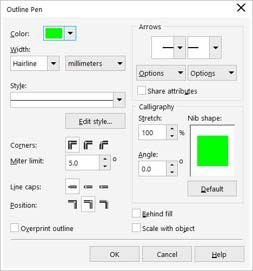 Outline Pen
Color:
Width:
Hairline millimeters
Style:
Edit style...
Corners:
Miter limit: 5.0 °
Line caps:
Position:
Overprint outline
Arrows
Options Options
Share attributes
Calligraphy
Stretch: Nib shape:
100 %
Angle:
0.0 °
Default
Behind fill
Scale with object
OK Cancel Help